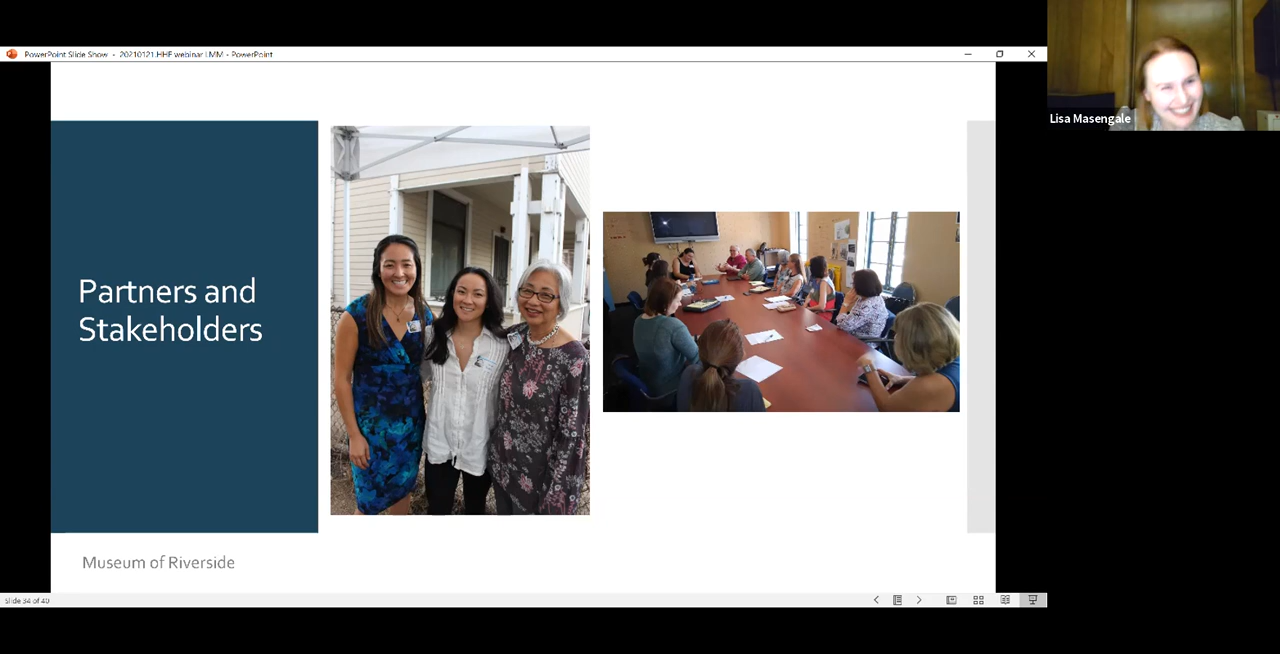 PowerPoint Slide Show - 20210121.HHF webinar LMM - PowerPoint
Lisa Masengale
Partners and
Stakeholders
Museum of Riverside
Slide 34 of 40